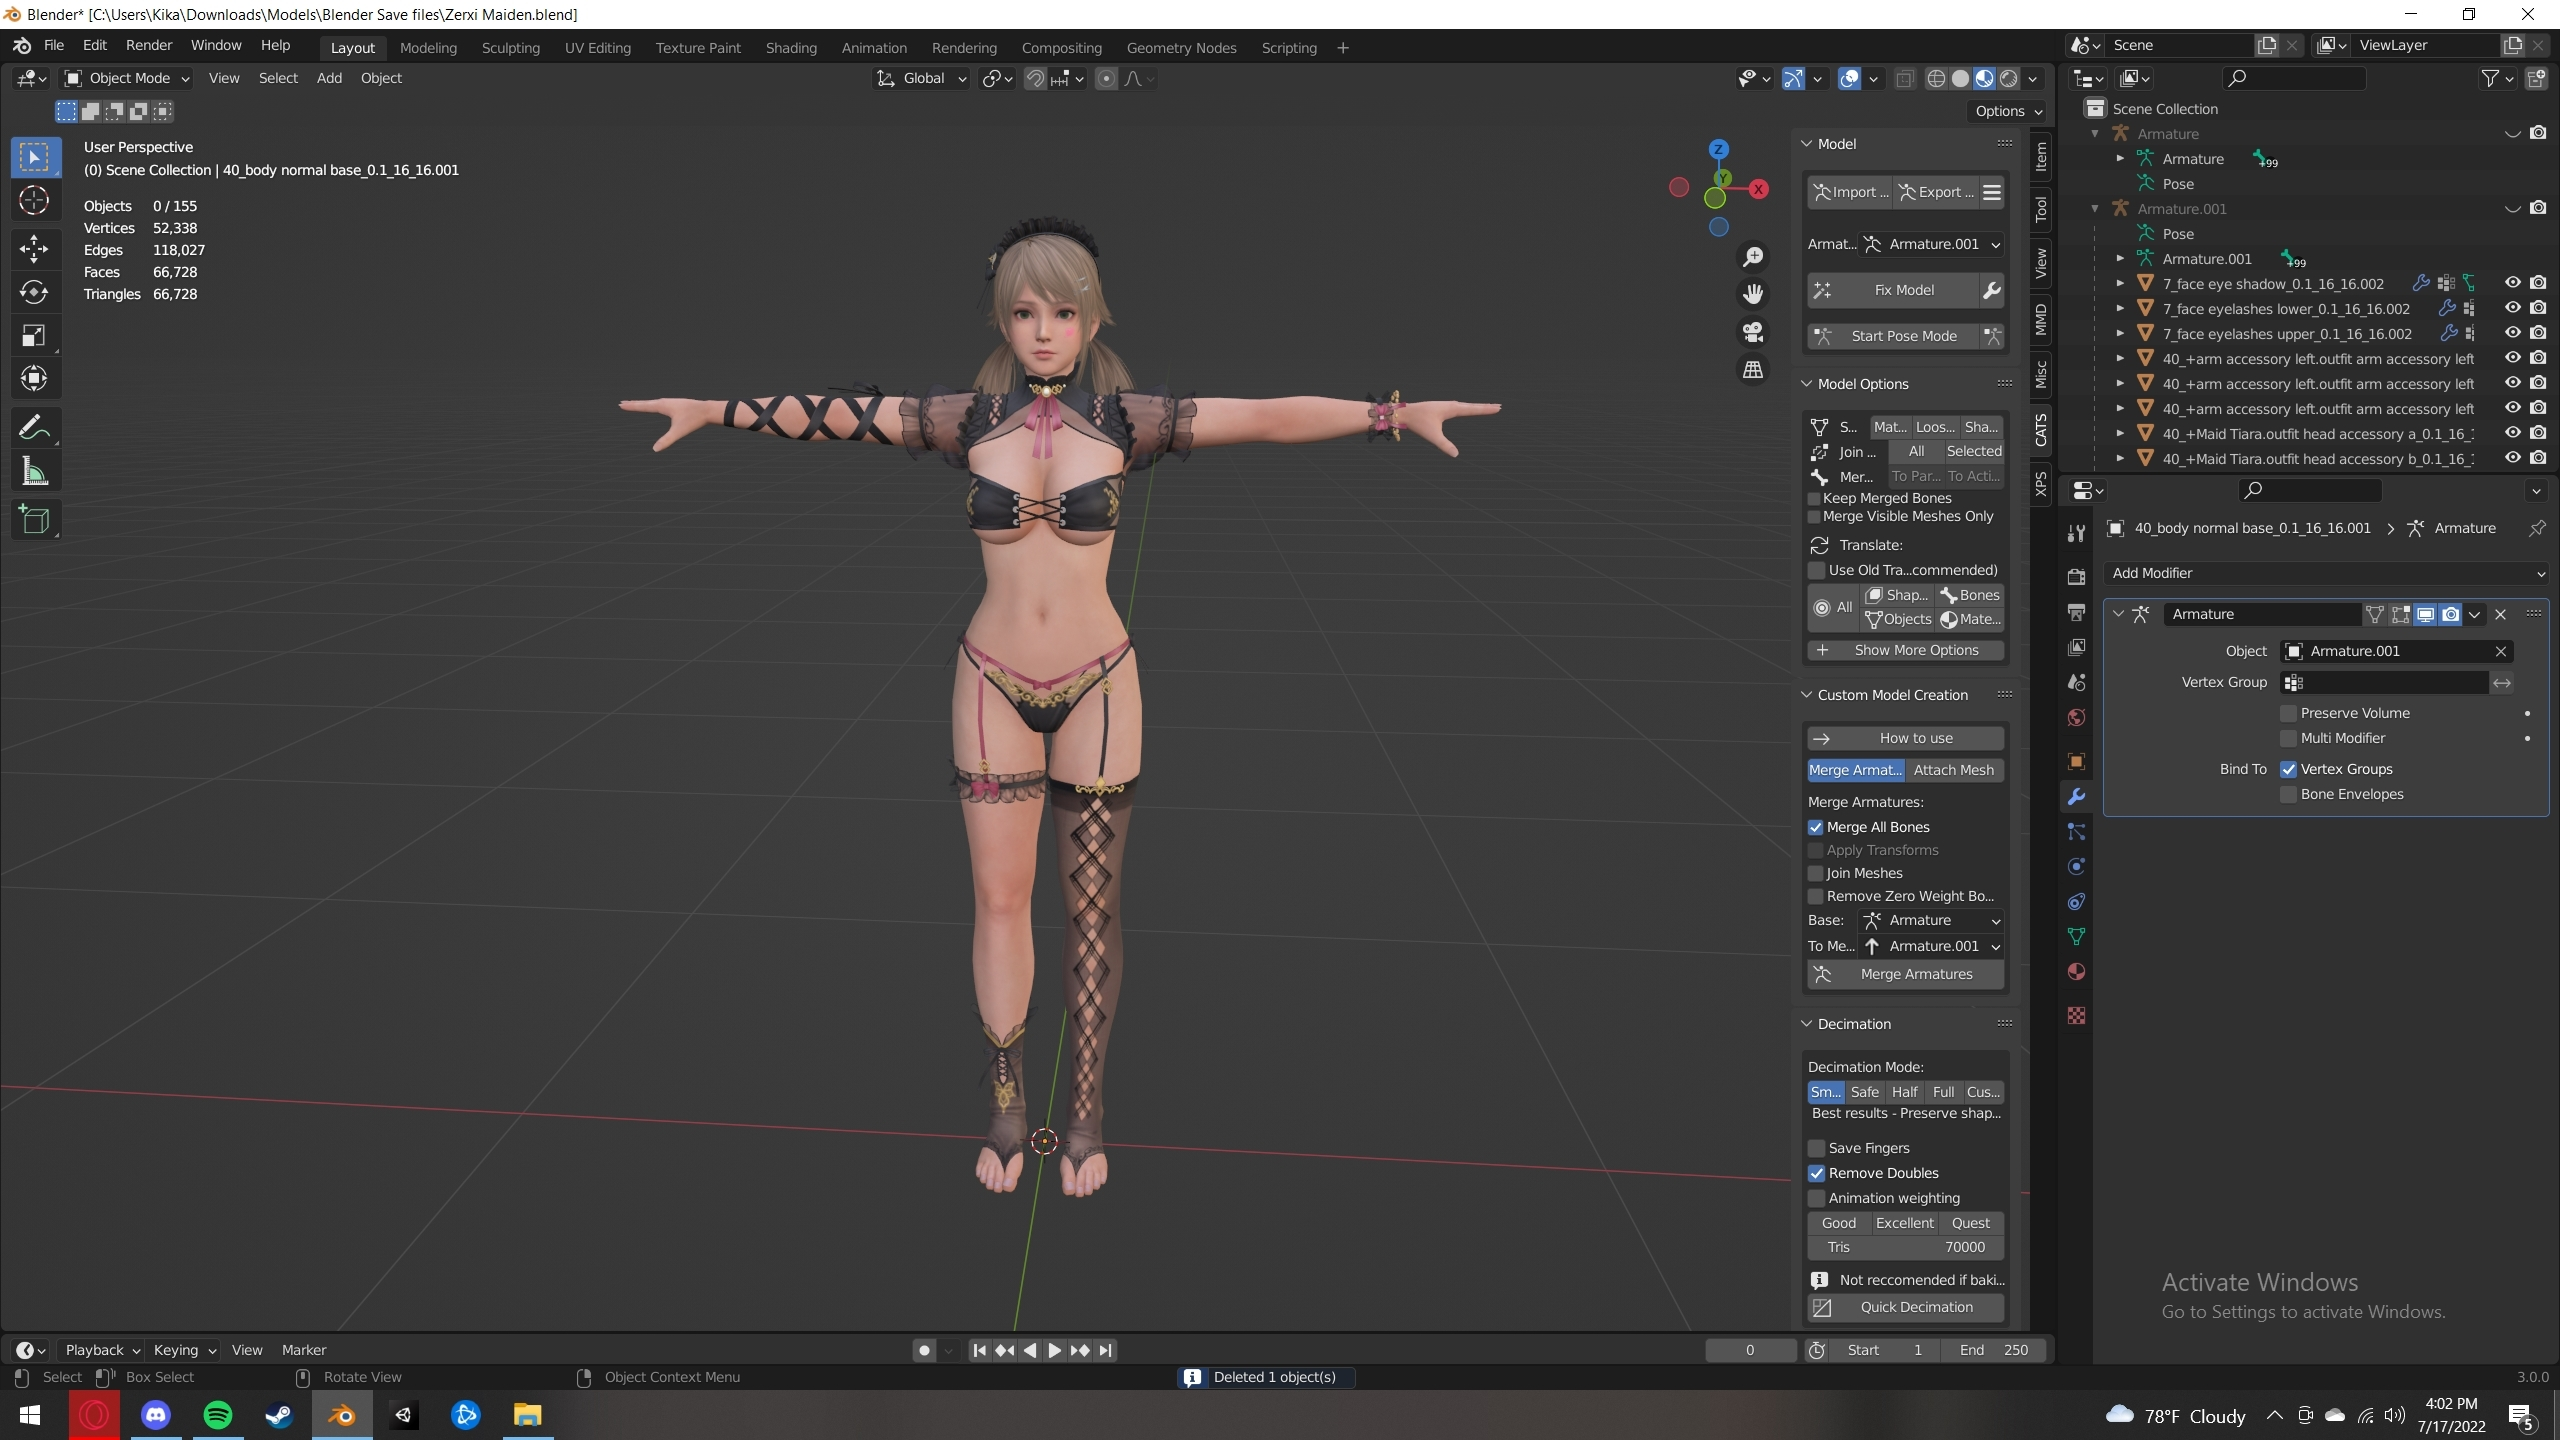 Blender* [C:\Users\Kika\Downloads\Models\Blender Save files\Zerxi Maiden.blend]
File Edit Render Window Help Layout Modeling Sculpting UV Editing Texture Paint Shading Animation Rendering Compositing Geometry Nodes Scripting + Scene ViewLayer
Object Mode View Select Add Object Global
Options
User Perspective
(0) Scene Collection | 40_body normal base_0.1_16_16.001
Objects 0 / 155
Vertices 52,338
Edges 118,027
Faces 66,728
Triangles 66,728
Z
Y
X
Model
Import ... Export ...
Armat... Armature.001
Fix Model
Start Pose Mode
Model Options
S... Mat... Loos... Sha...
Join ... All Selected
Mer... To Par... To Acti...
Keep Merged Bones
Merge Visible Meshes Only
Translate:
Use Old Tra...commended)
All Shap... Bones
Objects Mate...
Show More Options
Custom Model Creation
How to use
Merge Armat... Attach Mesh
Merge Armatures:
Merge All Bones
Apply Transforms
Join Meshes
Remove Zero Weight Bo...
Base: Armature
To Me... Armature.001
Merge Armatures
Decimation
Decimation Mode:
Sm... Safe Half Full Cus...
Best results - Preserve shap...
Save Fingers
Remove Doubles
Animation weighting
Good Excellent Quest
Tris 70000
Not reccomended if baki...
Quick Decimation
Item
Tool
View
MMD
Misc
CATS
XPS
Scene Collection
Armature
Armature +99
Pose
Armature.001
Pose
Armature.001 +99
7_face eye shadow_0.1_16_16.002
7_face eyelashes lower_0.1_16_16.002
7_face eyelashes upper_0.1_16_16.002
40_+arm accessory left.outfit arm accessory left
40_+arm accessory left.outfit arm accessory left
40_+arm accessory left.outfit arm accessory left
40_+Maid Tiara.outfit head accessory a_0.1_16_1
40_+Maid Tiara.outfit head accessory b_0.1_16_1
40_body normal base_0.1_16_16.001 Armature
Add Modifier
Armature
Object Armature.001
Vertex Group
Preserve Volume
Multi Modifier
Bind To Vertex Groups
Bone Envelopes
Activate Windows
Go to Settings to activate Windows.
Playback Keying View Marker 0 Start 1 End 250
Select Box Select Rotate View Object Context Menu Deleted 1 object(s) 3.0.0
78°F Cloudy
4:02 PM
7/17/2022
5